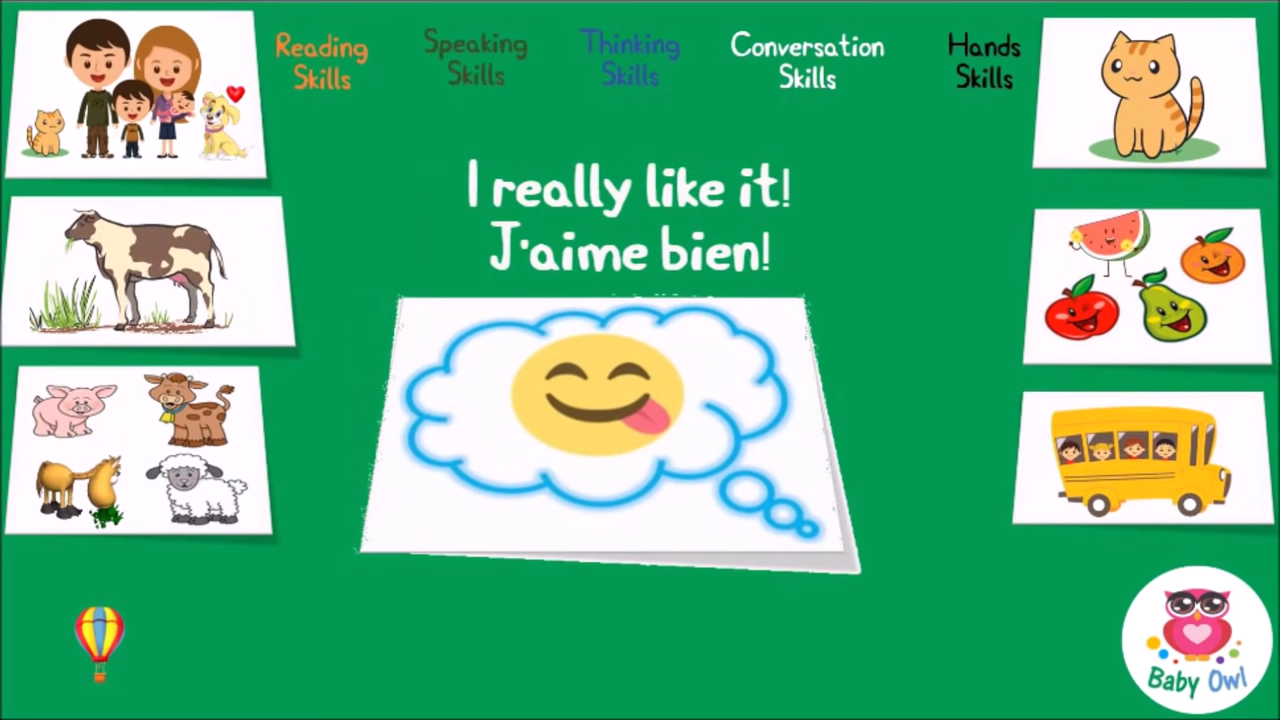 Reading
Skills
Speaking
Skills
Thinking
Skills
Conversation
Skills
Hands
Skills
I really like it!
J'aime bien!
Baby Owl